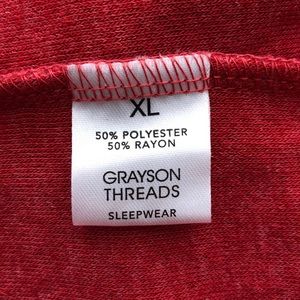 XL
50% POLYESTER
50% RAYON
GRAYSON
THREADS
SLEEPWEAR